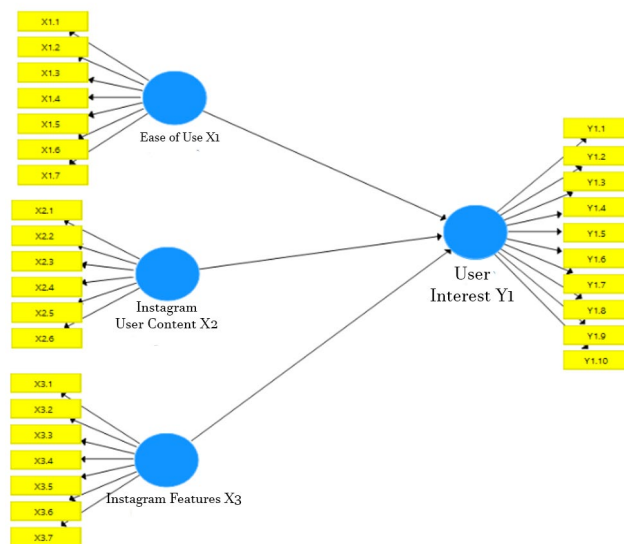 X1.1
X1.2
X1.3
X1.4
X1.5
X1.6
X1.7
Ease of Use X1
X2.1
X2.2
X2.3
X2.4
X2.5
X2.6
Instagram
User Content X2
X3.1
X3.2
X3.3
X3.4
X3.5
X3.6
X3.7
Instagram Features X3
User
Interest Y1
Y1.1
Y1.2
Y1.3
Y1.4
Y1.5
Y1.6
Y1.7
Y1.8
Y1.9
Y1.10